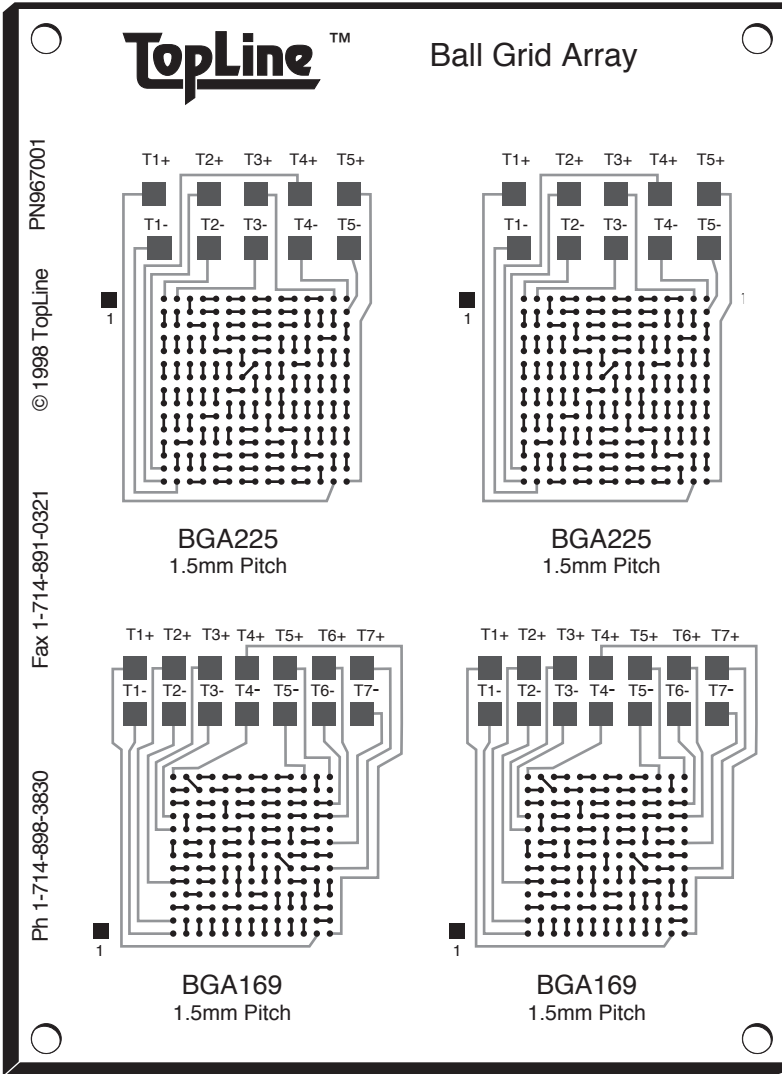 TopLine ™
Ball Grid Array
PN967001
© 1998 TopLine
Fax 1-714-891-0321
Ph 1-714-898-3830
T1+ T2+ T3+ T4+ T5+
T1- T2- T3- T4- T5-
1
BGA225
1.5mm Pitch
T1+ T2+ T3+ T4+ T5+
T1- T2- T3- T4- T5-
1
BGA225
1.5mm Pitch
T1+ T2+ T3+ T4+ T5+ T6+ T7+
T1- T2- T3- T4- T5- T6- T7-
1
BGA169
1.5mm Pitch
T1+ T2+ T3+ T4+ T5+ T6+ T7+
T1- T2- T3- T4- T5- T6- T7-
1
BGA169
1.5mm Pitch